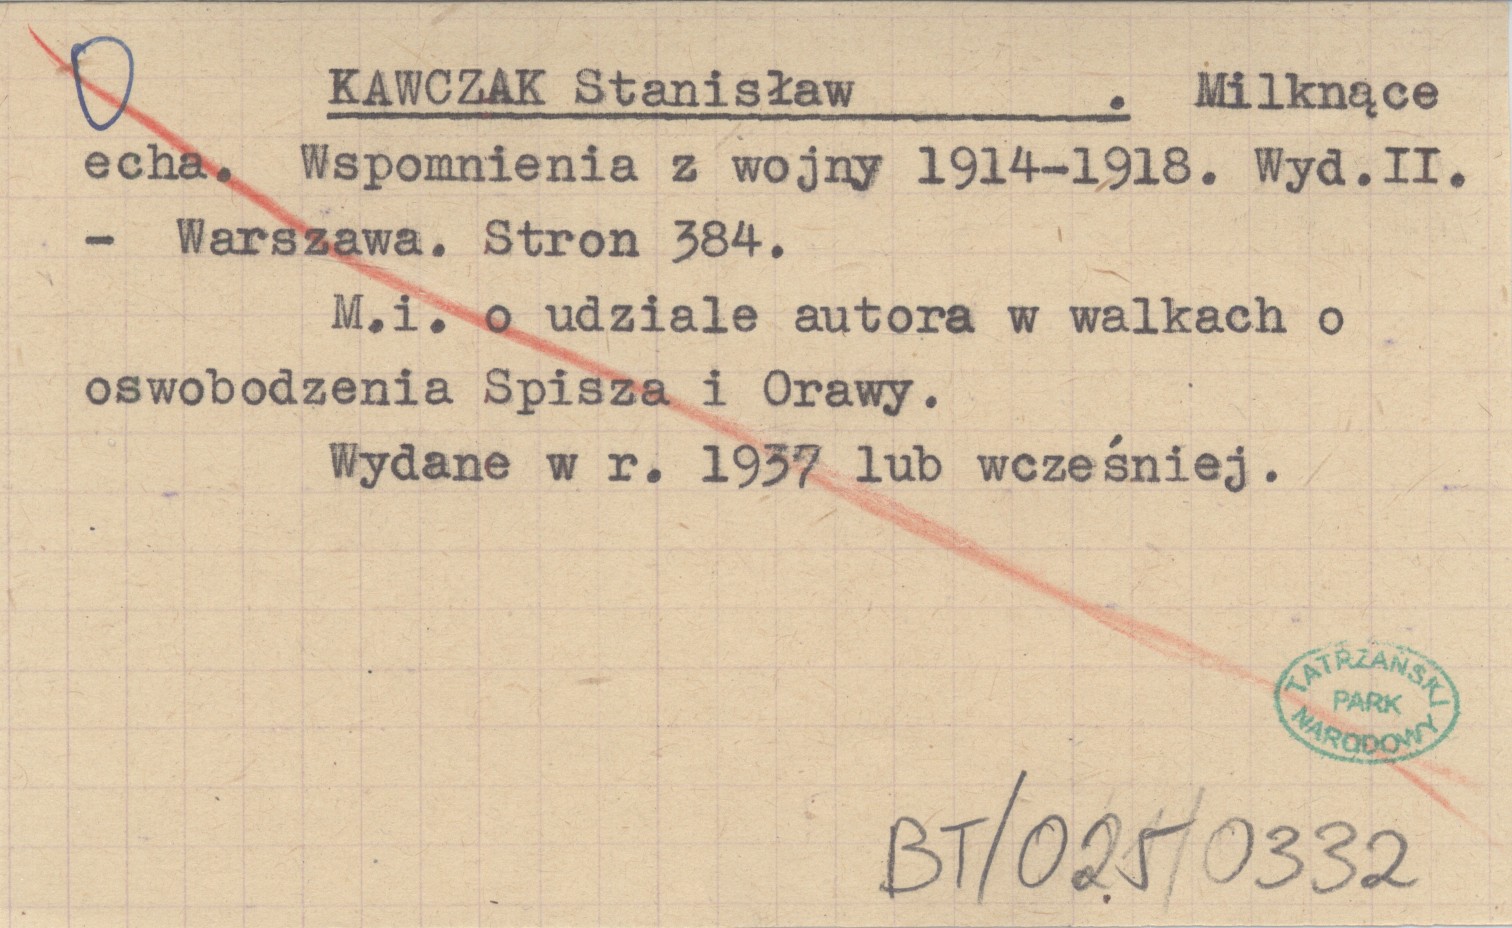 KAWCZAK Stanisław . Milknące
echa. Wspomnienia z wojny 1914-1918. Wyd.II.
- Warszawa. Stron 384.
M.i. o udziale autora w walkach o
oswobodzenia Spisza i Orawy.
Wydane w r. 1937 lub wcześniej.
TATRZAŃSKI
PARK
NARODOWY
BT/025/0332